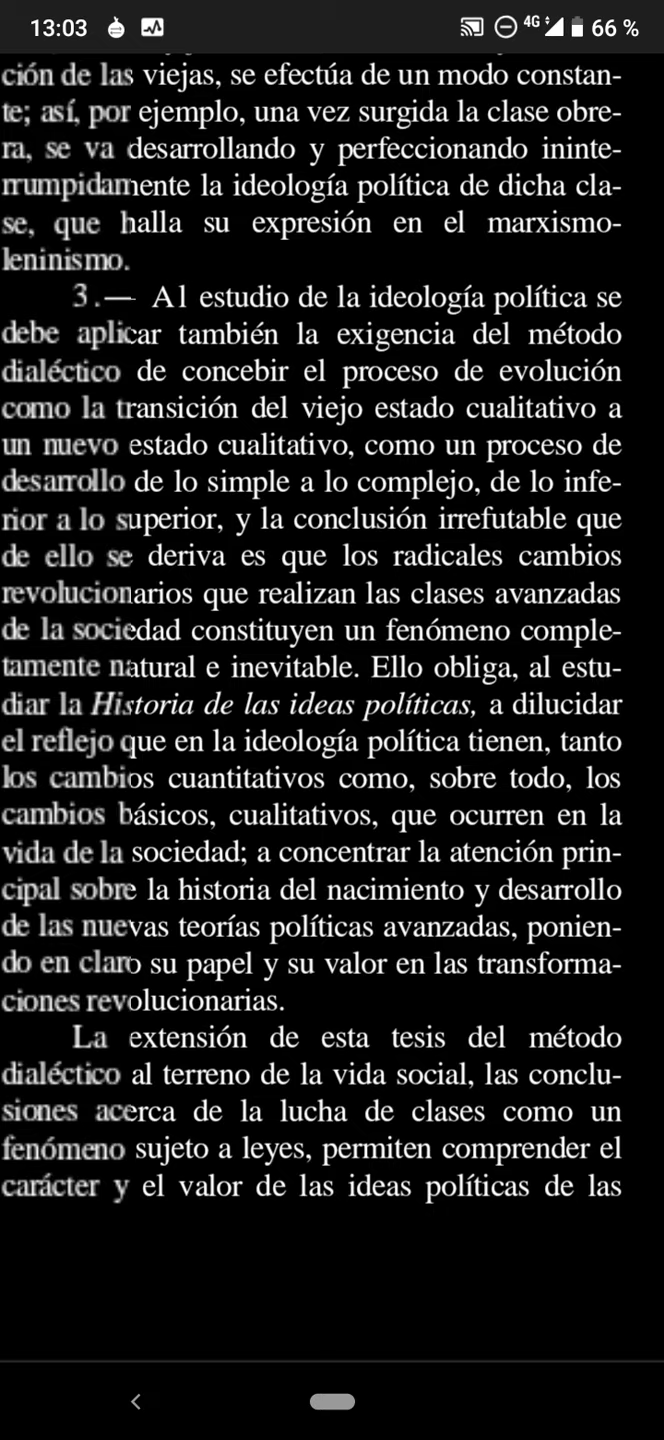 13:03 4G 66 %
ción de las viejas, se efectúa de un modo constan-
te; así, por ejemplo, una vez surgida la clase obre-
ra, se va desarrollando y perfeccionando ininte-
rrumpidamente la ideología política de dicha cla-
se, que halla su expresión en el marxismo-
leninismo.
3.— Al estudio de la ideología política se
debe aplicar también la exigencia del método
dialéctico de concebir el proceso de evolución
como la transición del viejo estado cualitativo a
un nuevo estado cualitativo, como un proceso de
desarrollo de lo simple a lo complejo, de lo infe-
rior a lo superior, y la conclusión irrefutable que
de ello se deriva es que los radicales cambios
revolucionarios que realizan las clases avanzadas
de la sociedad constituyen un fenómeno comple-
tamente natural e inevitable. Ello obliga, al estu-
diar la Historia de las ideas políticas, a dilucidar
el reflejo que en la ideología política tienen, tanto
los cambios cuantitativos como, sobre todo, los
cambios básicos, cualitativos, que ocurren en la
vida de la sociedad; a concentrar la atención prin-
cipal sobre la historia del nacimiento y desarrollo
de las nuevas teorías políticas avanzadas, ponien-
do en claro su papel y su valor en las transforma-
ciones revolucionarias.
La extensión de esta tesis del método
dialéctico al terreno de la vida social, las conclu-
siones acerca de la lucha de clases como un
fenómeno sujeto a leyes, permiten comprender el
carácter y el valor de las ideas políticas de las